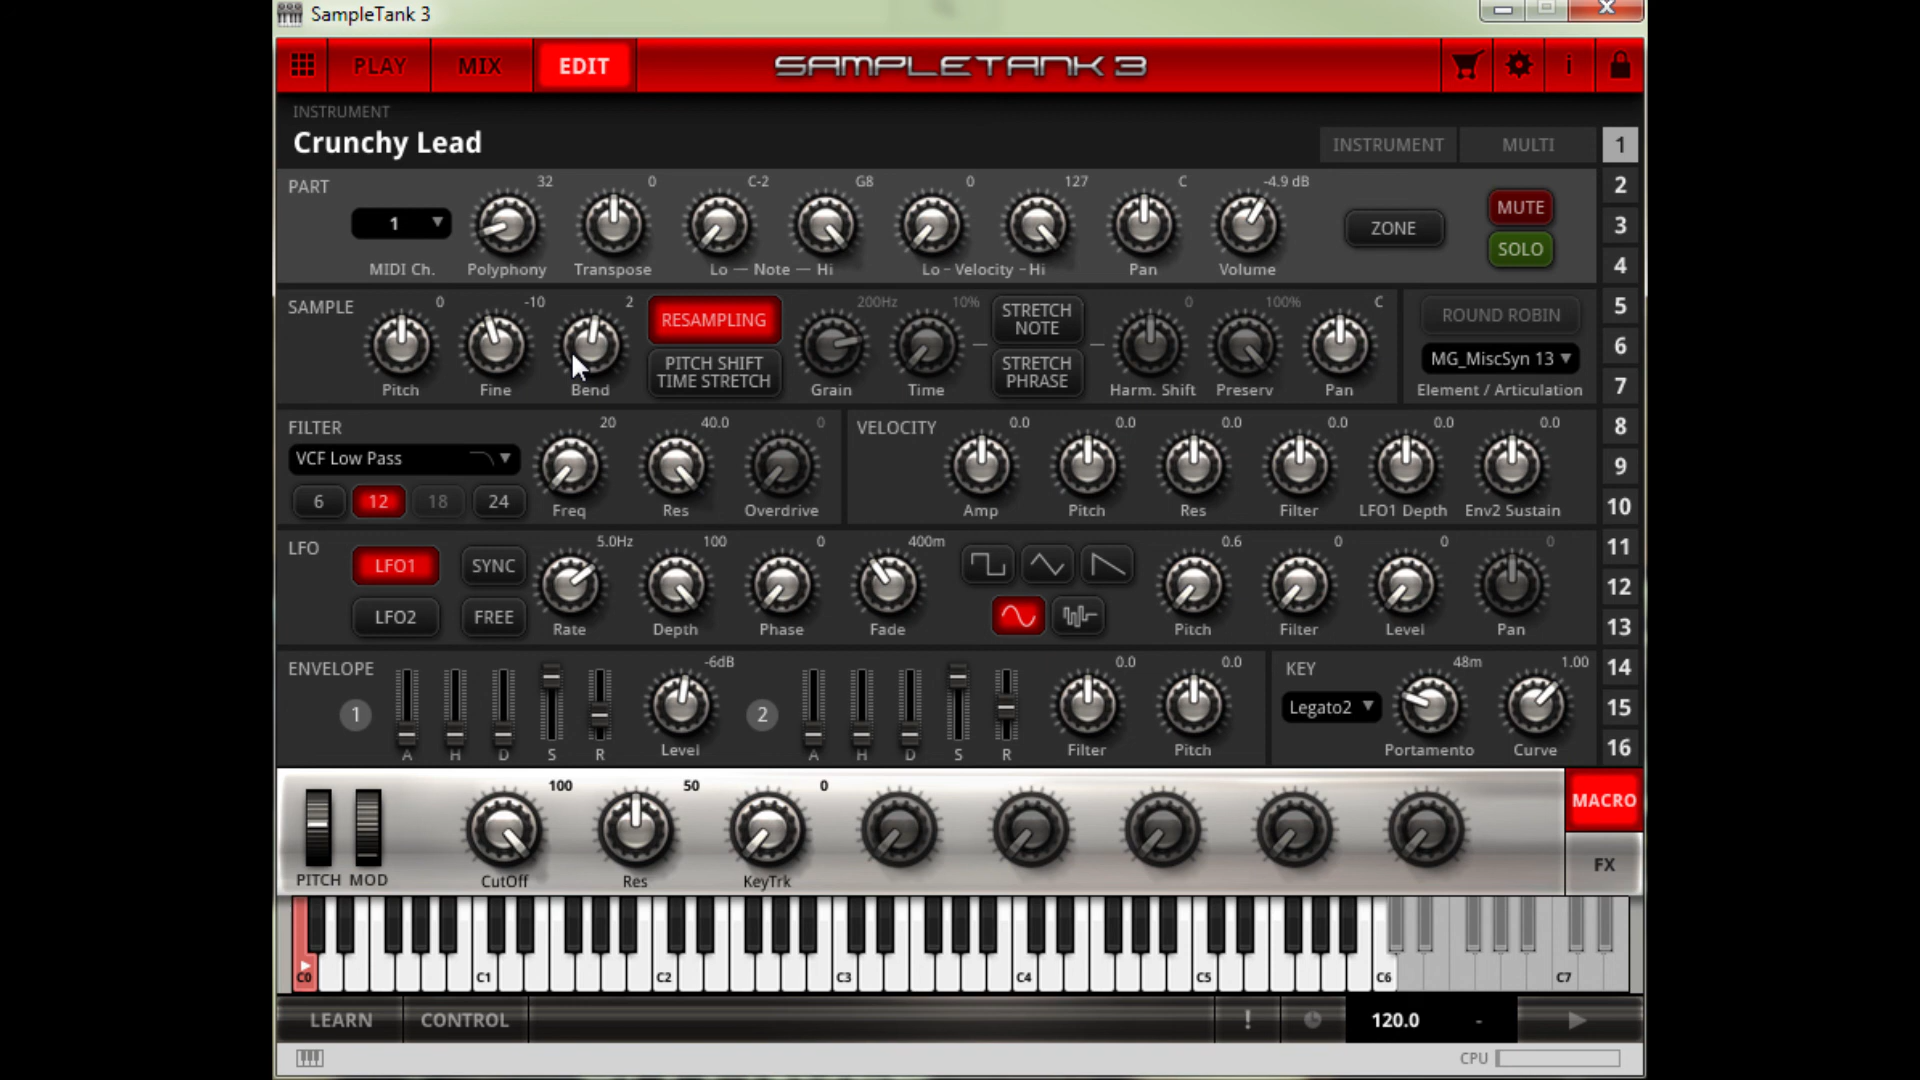 SampleTank 3
PLAY MIX EDIT SAMPLETANK 3 i
INSTRUMENT
Crunchy Lead INSTRUMENT MULTI 1
PART 32 0 C-2 G8 0 127 C -4.9 dB 2
1 ZONE MUTE 3
SOLO
MIDI Ch. Polyphony Transpose Lo — Note — Hi Lo - Velocity - Hi Pan Volume 4
SAMPLE 0 -10 2 RESAMPLING 200Hz 10% STRETCH NOTE 0 100% C ROUND ROBIN 5
PITCH SHIFT TIME STRETCH STRETCH PHRASE MG_MiscSyn 13 6
Pitch Fine Bend Grain Time Harm. Shift Preserv Pan Element / Articulation 7
FILTER 20 40.0 0 VELOCITY 0.0 0.0 0.0 0.0 0.0 0.0 8
VCF Low Pass 9
6 12 18 24 Freq Res Overdrive Amp Pitch Res Filter LFO1 Depth Env2 Sustain 10
LFO 5.0Hz 100 0 400m 0.6 0 0 0 11
LFO1 SYNC 12
LFO2 FREE Rate Depth Phase Fade Pitch Filter Level Pan 13
ENVELOPE -6dB 0.0 0.0 KEY 48m 1.00 14
1 2 Legato2 15
A H D S R Level A H D S R Filter Pitch Portamento Curve 16
100 50 0 MACRO
PITCH MOD CutOff Res KeyTrk FX
C0 C1 C2 C3 C4 C5 C6 C7
LEARN CONTROL ! 120.0 -
CPU